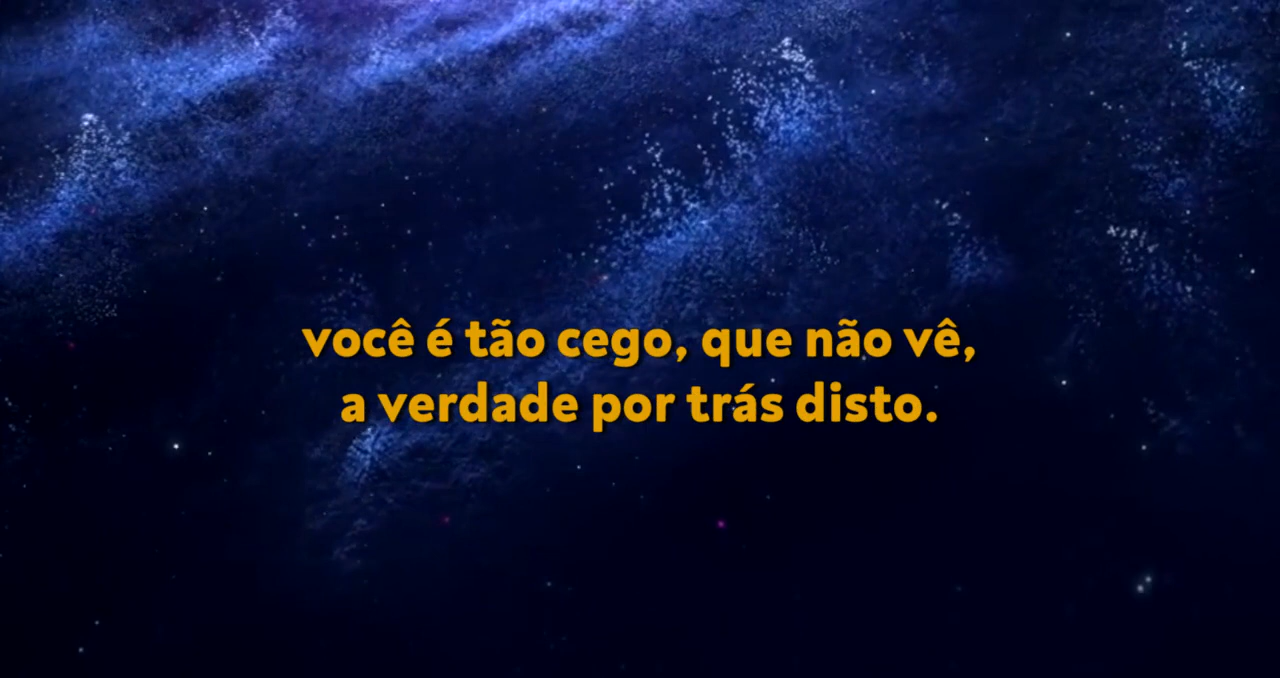 você é tão cego, que não vê,
a verdade por trás disto.